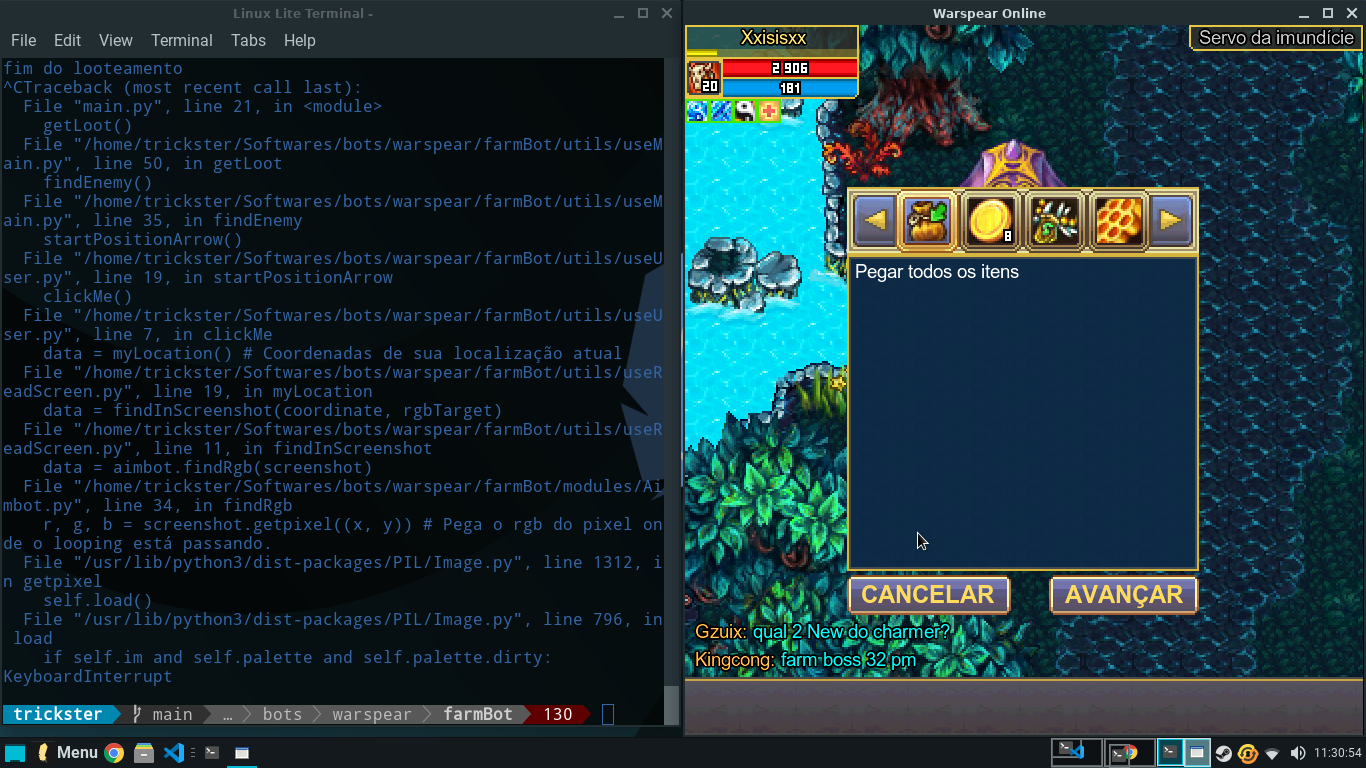 Linux Lite Terminal -
File Edit View Terminal Tabs Help
fim do looteamento
^CTraceback (most recent call last):
  File "main.py", line 21, in <module>
    getLoot()
  File "/home/trickster/Softwares/bots/warspear/farmBot/utils/useM
ain.py", line 50, in getLoot
    findEnemy()
  File "/home/trickster/Softwares/bots/warspear/farmBot/utils/useM
ain.py", line 35, in findEnemy
    startPositionArrow()
  File "/home/trickster/Softwares/bots/warspear/farmBot/utils/useU
ser.py", line 19, in startPositionArrow
    clickMe()
  File "/home/trickster/Softwares/bots/warspear/farmBot/utils/useU
ser.py", line 7, in clickMe
    data = myLocation() # Coordenadas de sua localização atual
  File "/home/trickster/Softwares/bots/warspear/farmBot/utils/useR
eadScreen.py", line 19, in myLocation
    data = findInScreenshot(coordinate, rgbTarget)
  File "/home/trickster/Softwares/bots/warspear/farmBot/utils/useR
eadScreen.py", line 11, in findInScreenshot
    data = aimbot.findRgb(screenshot)
  File "/home/trickster/Softwares/bots/warspear/farmBot/modules/Ai
mbot.py", line 34, in findRgb
    r, g, b = screenshot.getpixel((x, y)) # Pega o rgb do pixel on
de o looping está passando.
  File "/usr/lib/python3/dist-packages/PIL/Image.py", line 1312, i
n getpixel
    self.load()
  File "/usr/lib/python3/dist-packages/PIL/Image.py", line 796, in
 load
    if self.im and self.palette and self.palette.dirty:
KeyboardInterrupt
trickster main … bots warspear farmBot 130
Warspear Online
Xxisisxx
2 906
20
181
Servo da imundície
8
Pegar todos os itens
CANCELAR AVANÇAR
Gzuix: qual 2 New do charmer?
Kingcong: farm boss 32 pm
Menu
11:30:54